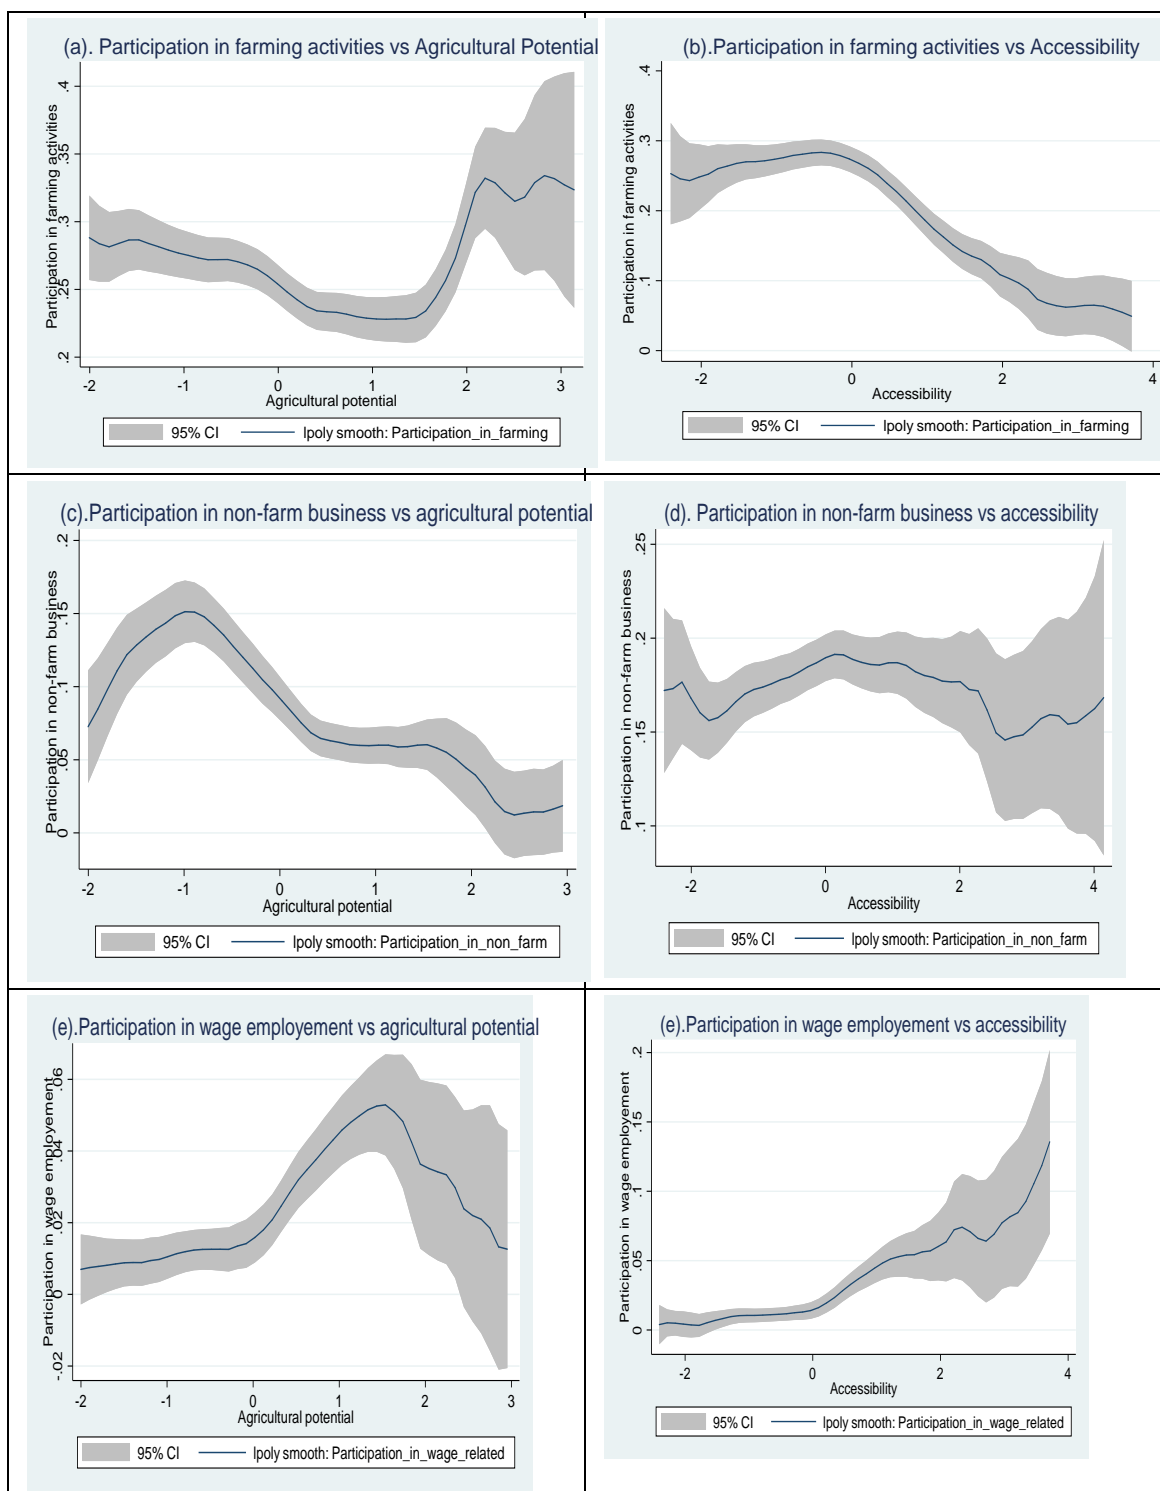 (a). Participation in farming activities vs Agricultural Potential
Participation in farming activities
.4
.35
.3
.25
.2
-2 -1 0 1 2 3
Agricultural potential
95% CI lpoly smooth: Participation_in_farming
(b).Participation in farming activities vs Accessibility
Participation in farming activities
.4
.3
.2
.1
0
-2 0 2 4
Accessibility
95% CI lpoly smooth: Participation_in_farming
(c).Participation in non-farm business vs agricultural potential
Participation in non-farm business
.2
.15
.1
.05
0
-2 -1 0 1 2 3
Agricultural potential
95% CI lpoly smooth: Participation_in_non_farm
(d). Participation in non-farm business vs accessibility
Participation in non-farm business
.25
.2
.15
.1
-2 0 2 4
Accessibility
95% CI lpoly smooth: Participation_in_non_farm
(e).Participation in wage employement vs agricultural potential
Participation in wage employement
.06
.04
.02
0
-.02
-2 -1 0 1 2 3
Agricultural potential
95% CI lpoly smooth: Participation_in_wage_related
(e).Participation in wage employement vs accessibility
Participation in wage employement
.2
.15
.1
.05
0
-2 0 2 4
Accessibility
95% CI lpoly smooth: Participation_in_wage_related